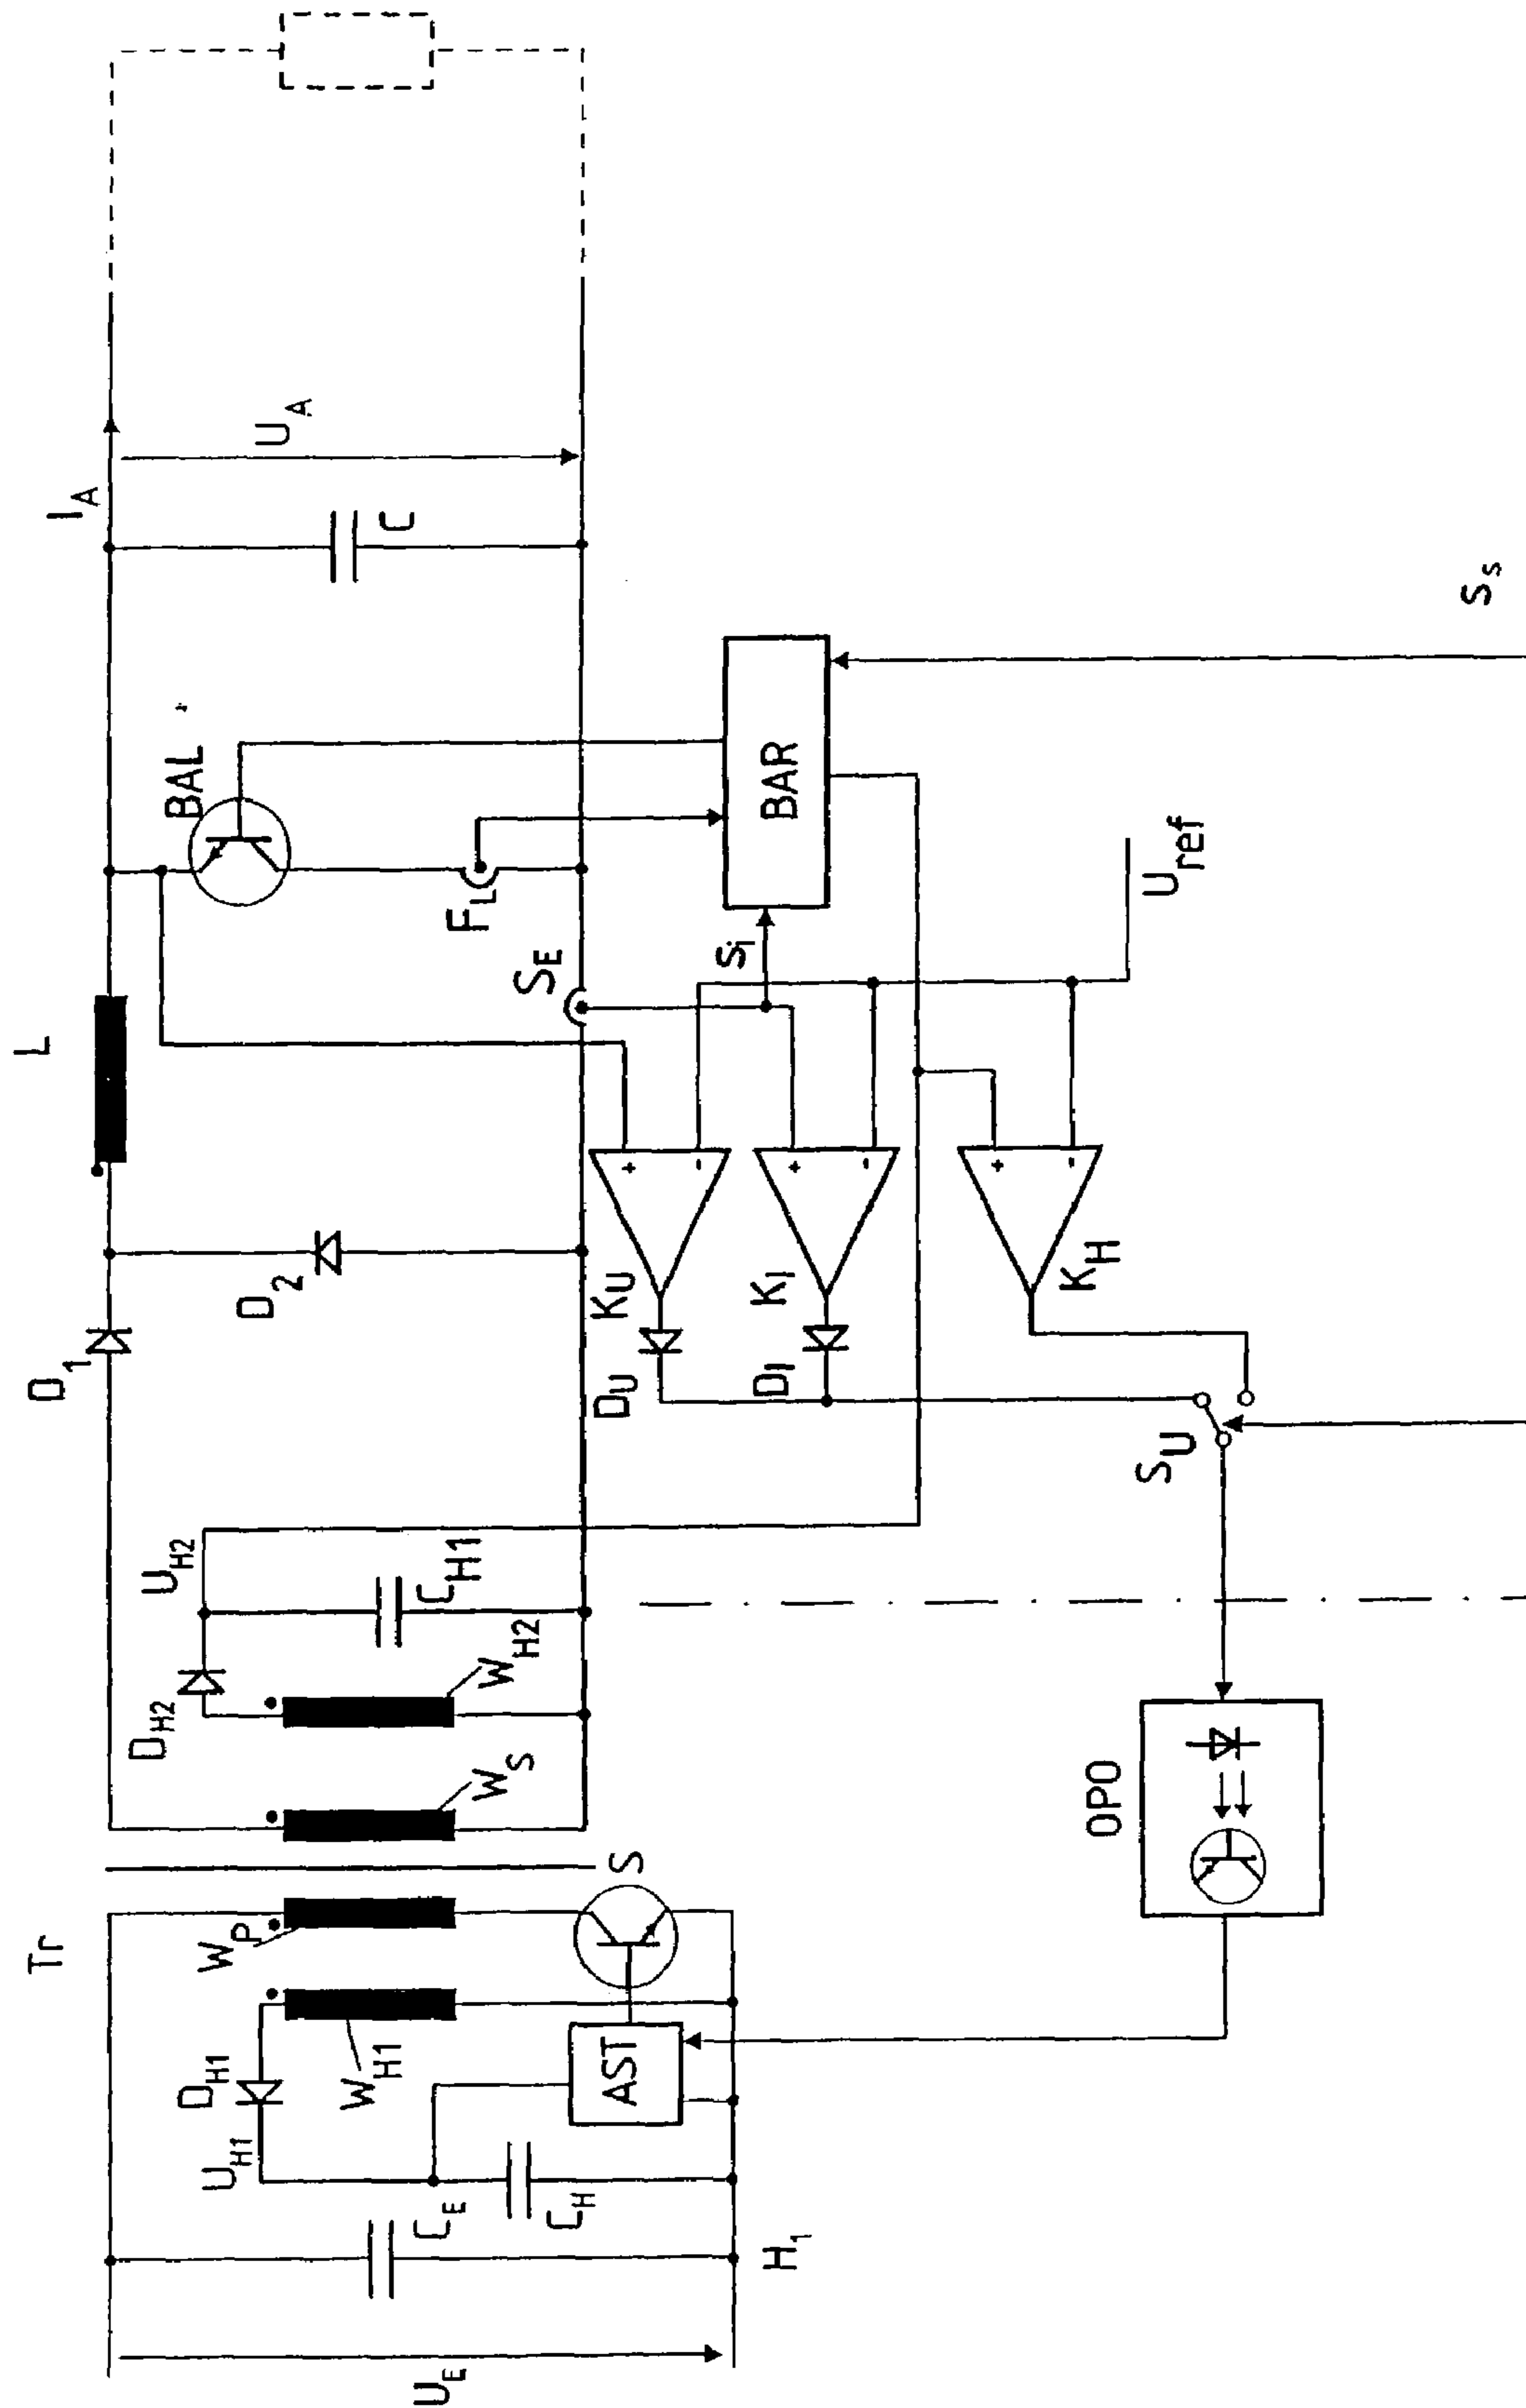 Tr
L
I_A
U_A
C
BAL
F_L
S_E
D_1
D_2
U_H2
D_H2
C_H1
W_H2
W_S
W_P
W_H1
D_H1
U_H1
C_E
C_H
U_E
H_1
S
AST
OPO
S_U
K_U
+
-
K_I
+
-
K_H
+
-
D_U
D_I
s_i
BAR
U_ref
s_s